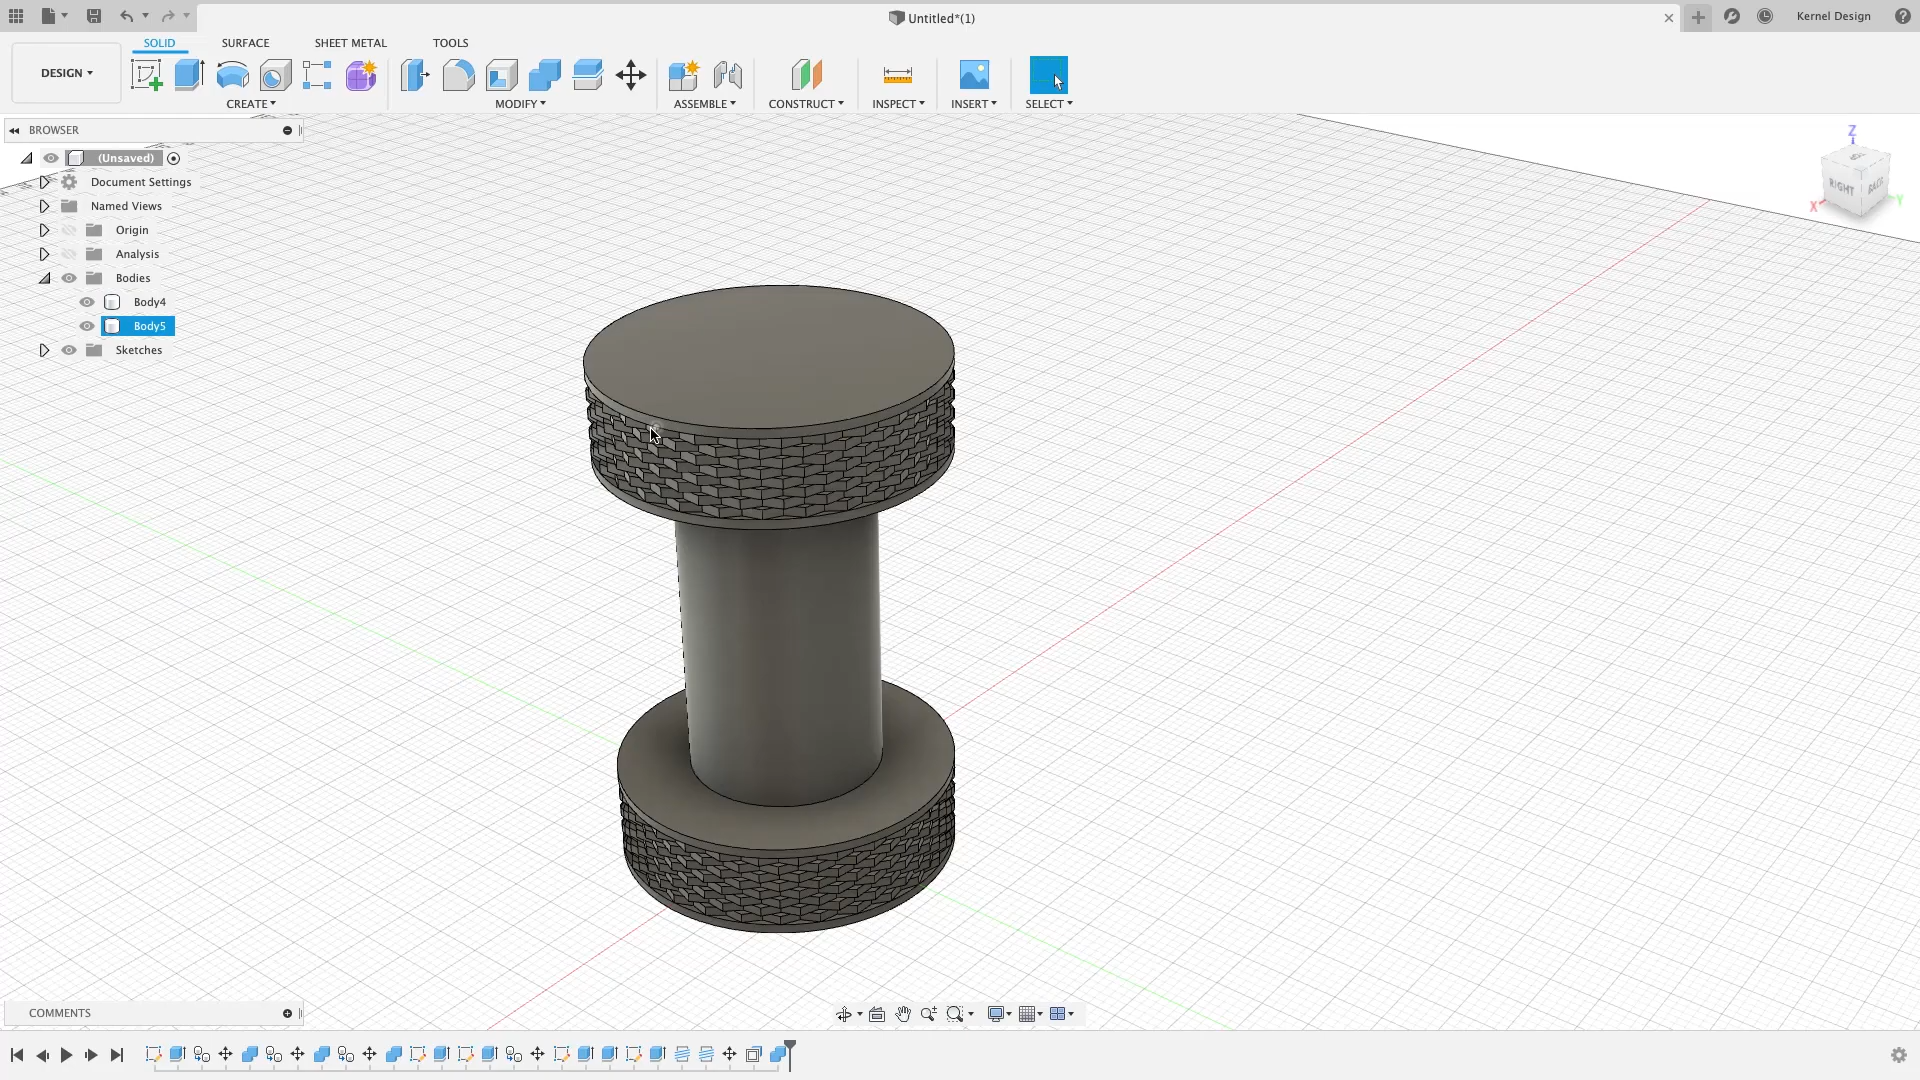 Untitled*(1)
Kernel Design
SOLID SURFACE SHEET METAL TOOLS
DESIGN
CREATE MODIFY ASSEMBLE CONSTRUCT INSPECT INSERT SELECT
BROWSER
(Unsaved)
Document Settings
Named Views
Origin
Analysis
Bodies
Body4
Body5
Sketches
Z
RIGHT BACK
X Y
COMMENTS